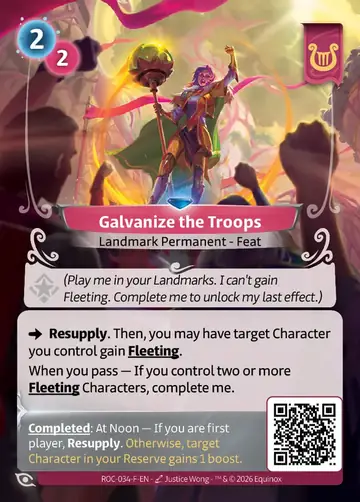 2
2
Galvanize the Troops
Landmark Permanent - Feat
(Play me in your Landmarks. I can't gain
Fleeting. Complete me to unlock my last effect.)
Resupply. Then, you may have target Character
you control gain Fleeting.
When you pass — If you control two or more
Fleeting Characters, complete me.
Completed: At Noon — If you are first
player, Resupply. Otherwise, target
Character in your Reserve gains 1 boost.
ROC-034-F-EN - Justice Wong - ™ & © 2026 Equinox